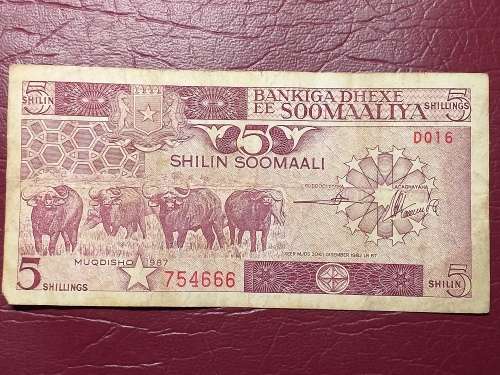 5 SHILIN
BANKIGA DHEXE
EE SOOMAALIYA
5 SHILLINGS
D016
5
SHILIN SOOMAALI
MUQDISHO 1987
754666
5 SHILLINGS
SHILIN 5